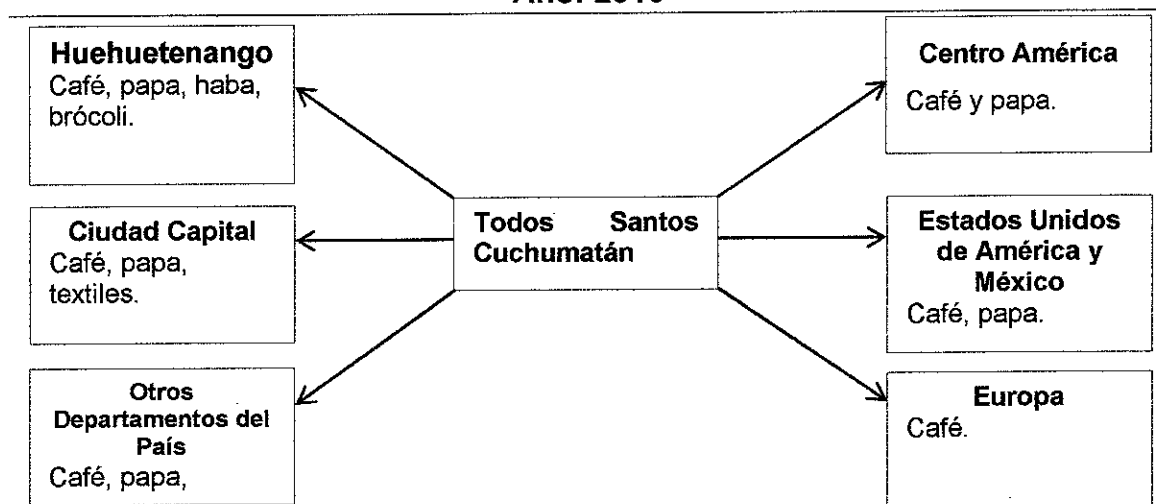 Huehuetenango
Café, papa, haba,
brócoli.
Ciudad Capital
Café, papa,
textiles.
Otros
Departamentos del
País
Café, papa,
Todos Santos
Cuchumatán
Centro América
Café y papa.
Estados Unidos
de América y
México
Café, papa.
Europa
Café.